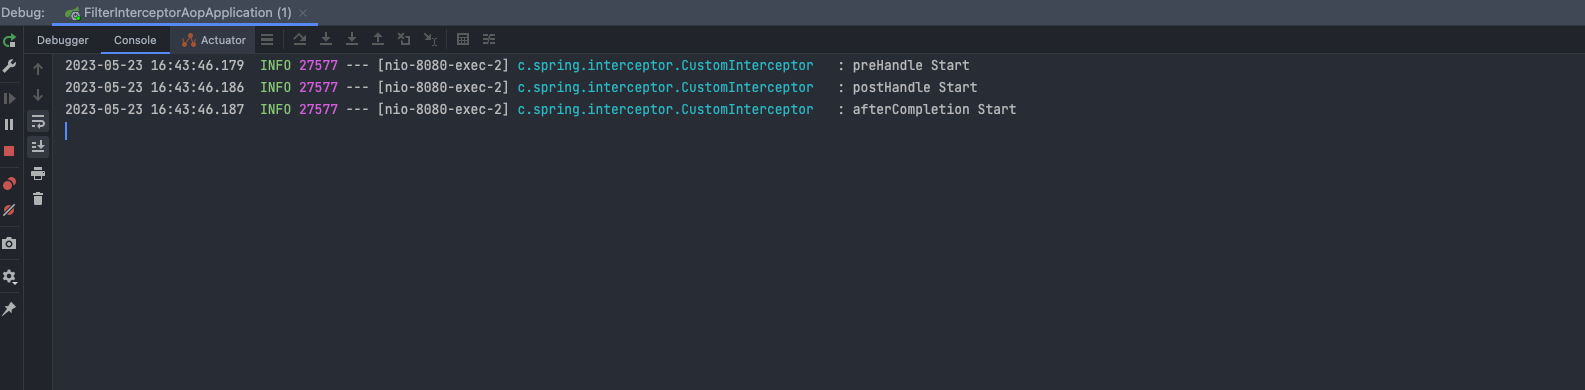 Debug: FilterInterceptorAopApplication (1) ×
Debugger Console Actuator
2023-05-23 16:43:46.179  INFO 27577 --- [nio-8080-exec-2] c.spring.interceptor.CustomInterceptor   : preHandle Start
2023-05-23 16:43:46.186  INFO 27577 --- [nio-8080-exec-2] c.spring.interceptor.CustomInterceptor   : postHandle Start
2023-05-23 16:43:46.187  INFO 27577 --- [nio-8080-exec-2] c.spring.interceptor.CustomInterceptor   : afterCompletion Start